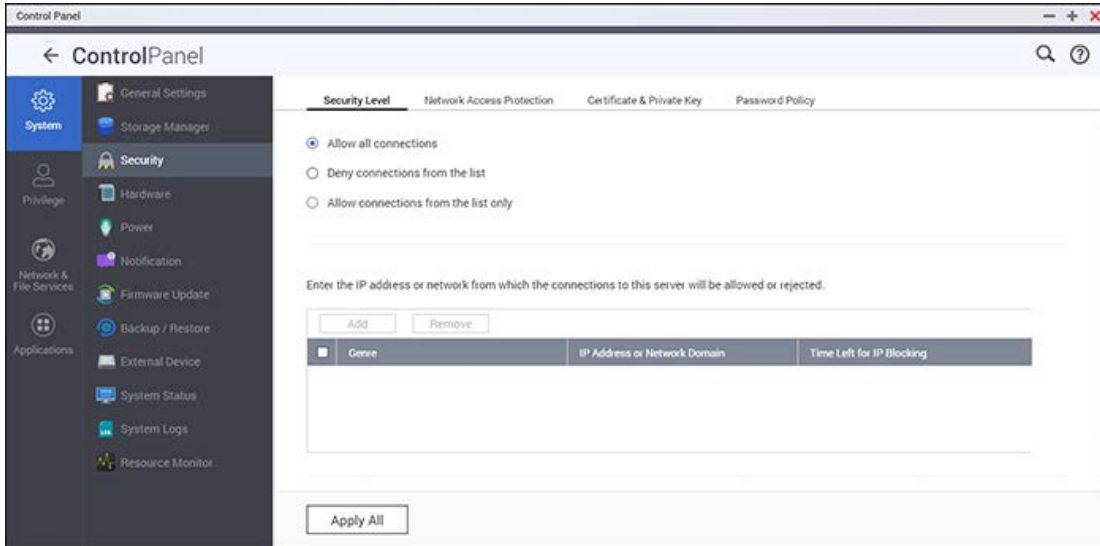 Control Panel
ControlPanel
System
Privilege
Network &
File Services
Applications
General Settings
Storage Manager
Security
Hardware
Power
Notification
Firmware Update
Backup / Restore
External Device
System Status
System Logs
Resource Monitor
Security Level Network Access Protection Certificate & Private Key Password Policy
Allow all connections
Deny connections from the list
Allow connections from the list only
Enter the IP address or network from which the connections to this server will be allowed or rejected.
Add Remove
Genre IP Address or Network Domain Time Left for IP Blocking
Apply All